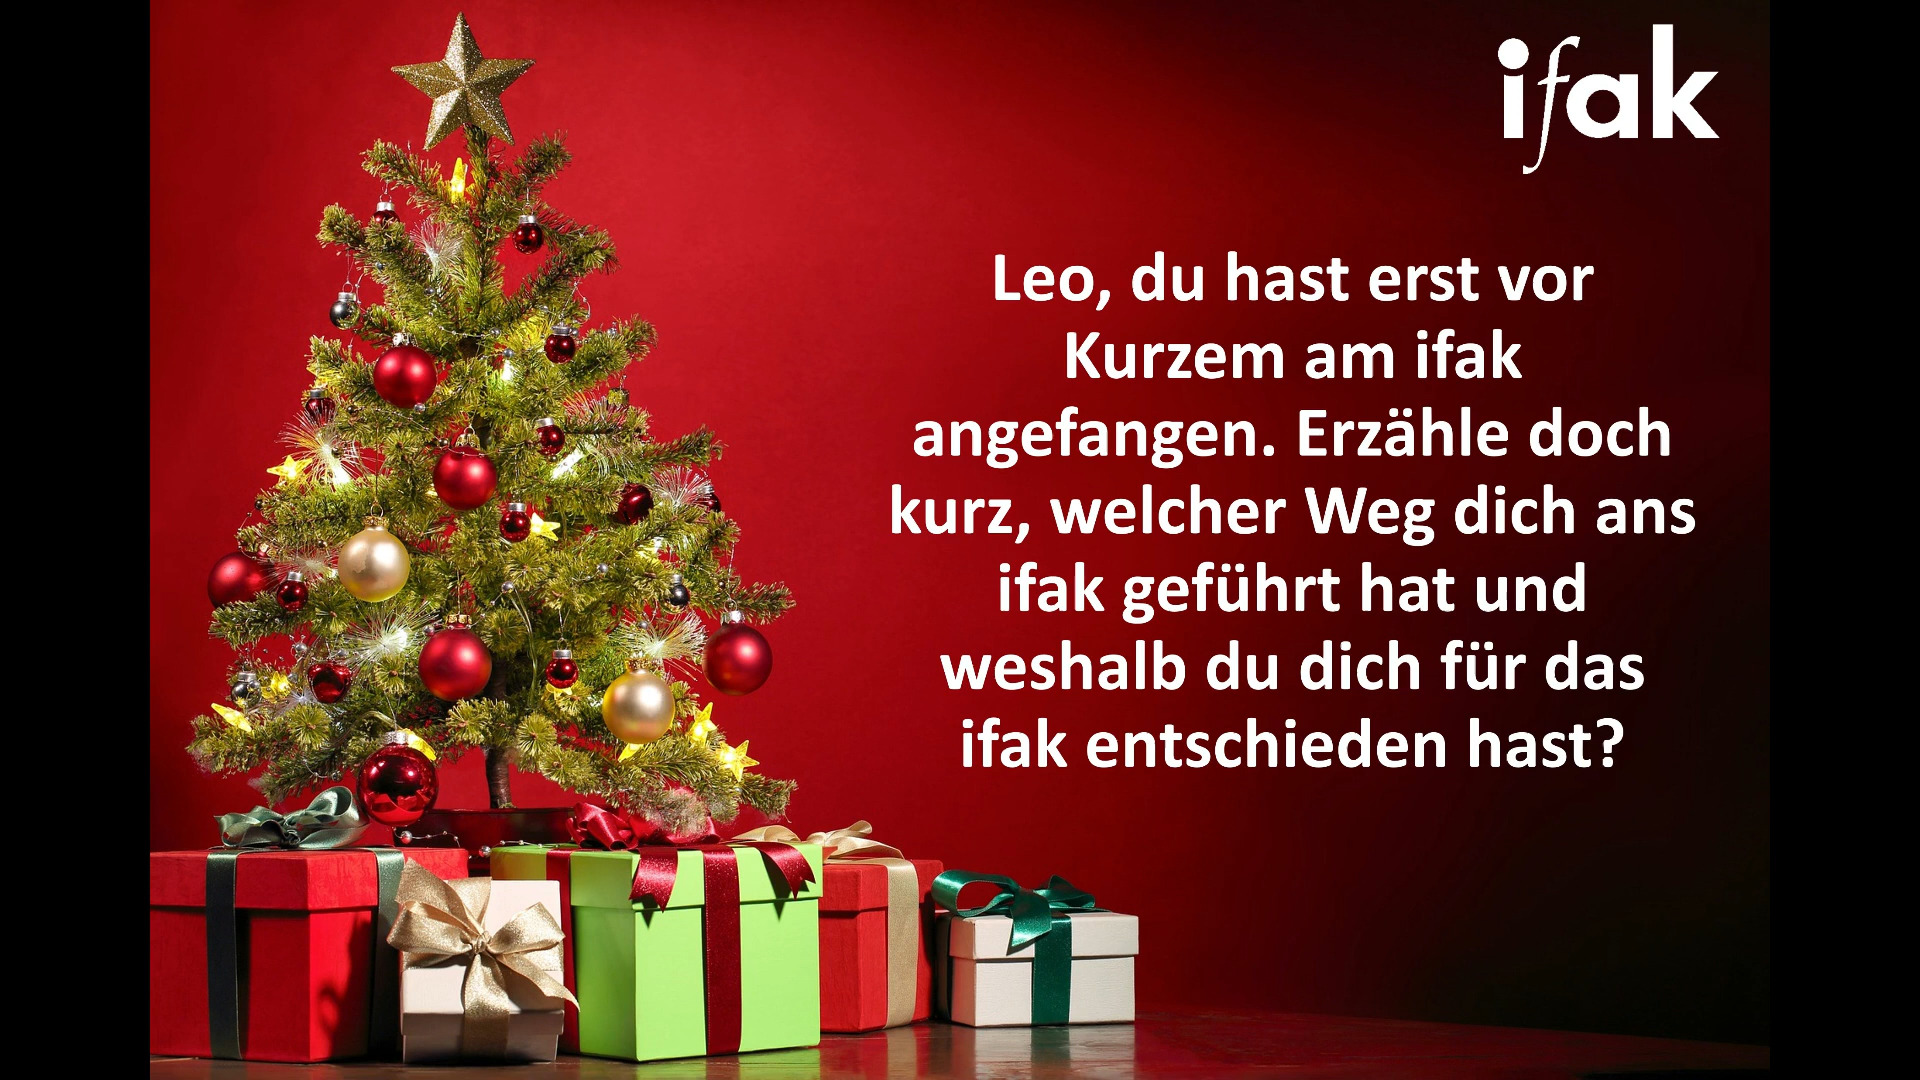 ifak
Leo, du hast erst vor
Kurzem am ifak
angefangen. Erzähle doch
kurz, welcher Weg dich ans
ifak geführt hat und
weshalb du dich für das
ifak entschieden hast?